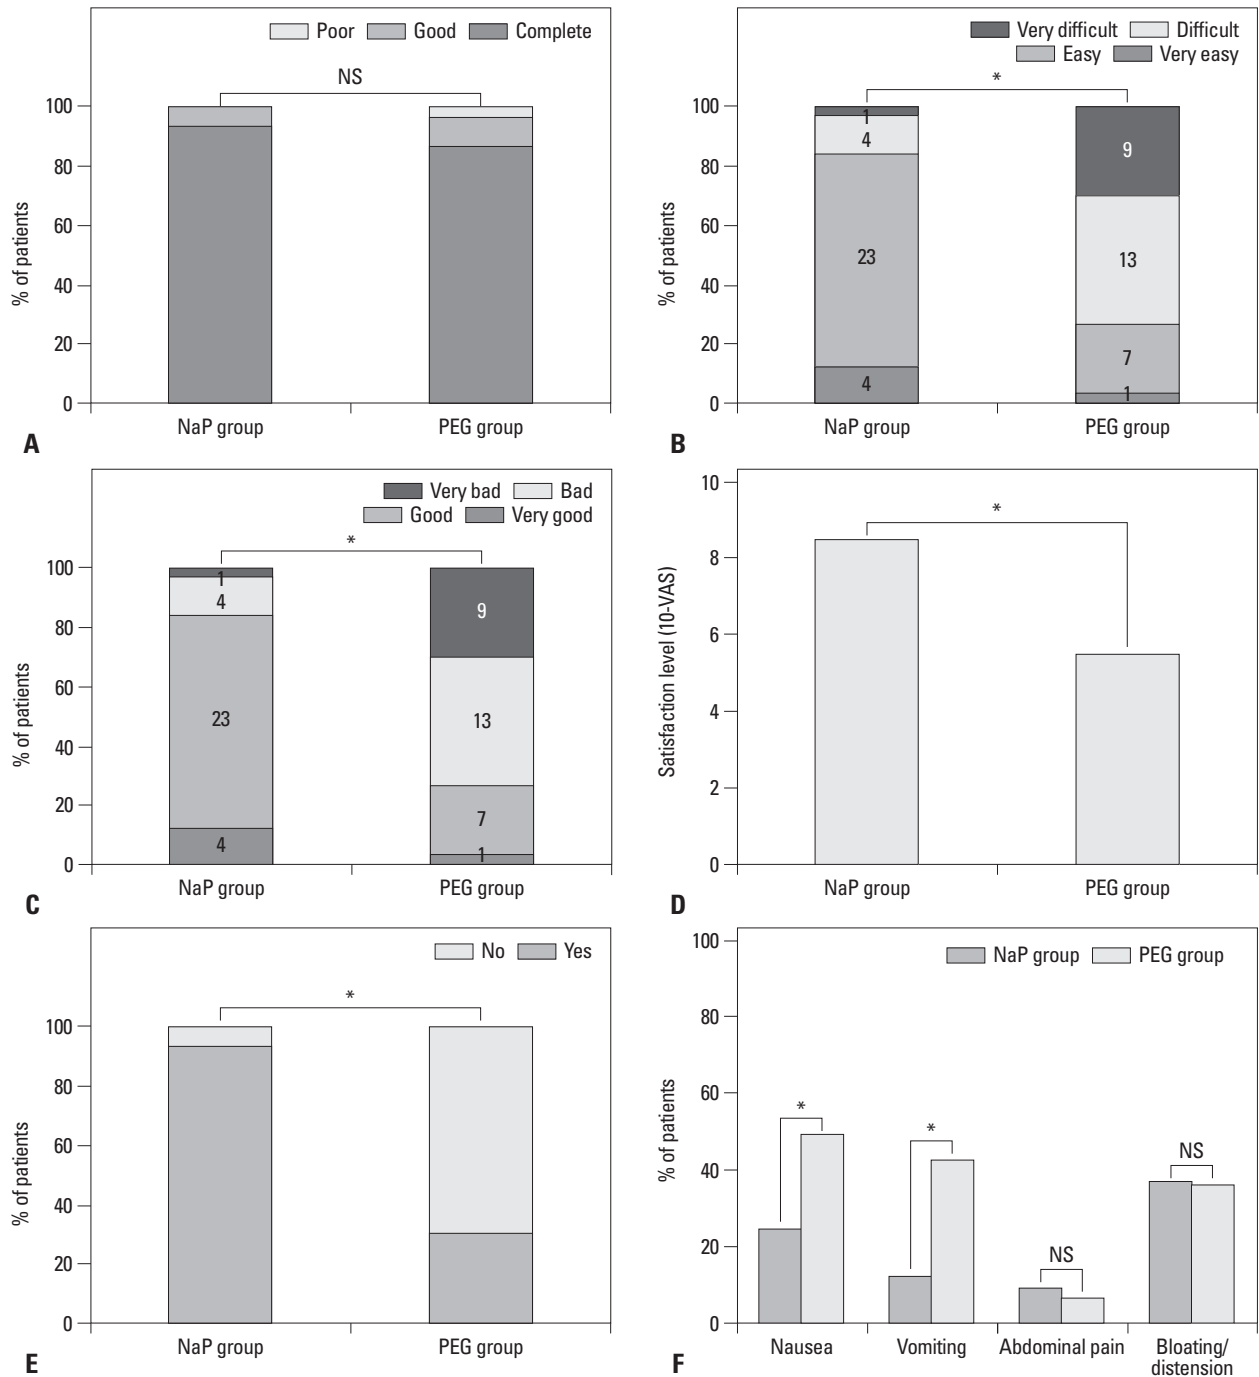 Poor Good Complete
NS
100
80
60
40
20
0
% of patients
NaP group PEG group
A
Very difficult Difficult
Easy Very easy
*
100
80
60
40
20
0
% of patients
1
4
23
4
9
13
7
1
NaP group PEG group
B
Very bad Bad
Good Very good
*
100
80
60
40
20
0
% of patients
1
4
23
4
9
13
7
1
NaP group PEG group
C
10
8
6
4
2
0
Satisfaction level (10-VAS)
*
NaP group PEG group
D
No Yes
*
100
80
60
40
20
0
% of patients
NaP group PEG group
E
NaP group PEG group
100
80
60
40
20
0
% of patients
*
*
NS
NS
Nausea Vomiting Abdominal pain Bloating/
distension
F